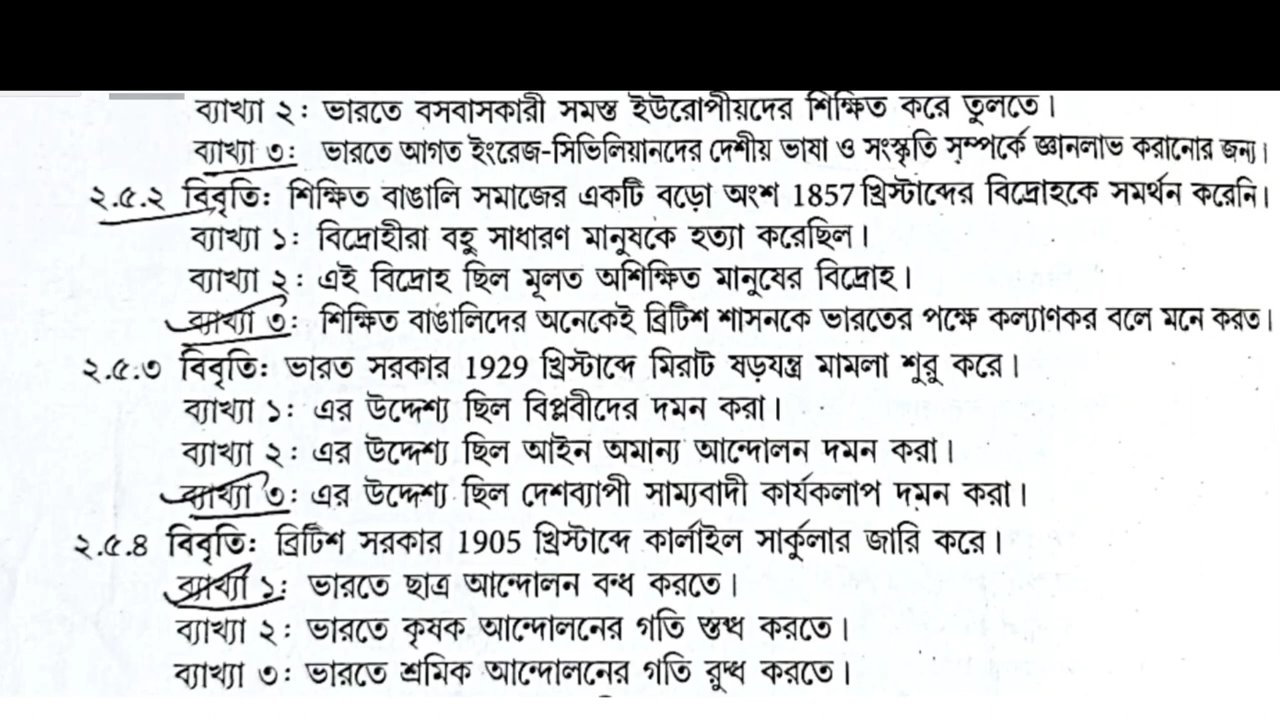 ব্যাখ্যা ২: ভারতে বসবাসকারী সমস্ত ইউরোপীয়দের শিক্ষিত করে তুলতে।
ব্যাখ্যা ৩: ভারতে আগত ইংরেজ-সিভিলিয়ানদের দেশীয় ভাষা ও সংস্কৃতি সম্পর্কে জ্ঞানলাভ করানোর জন্য।
২.৫.২ বিবৃতি: শিক্ষিত বাঙালি সমাজের একটি বড়ো অংশ 1857 খ্রিস্টাব্দের বিদ্রোহকে সমর্থন করেনি।
ব্যাখ্যা ১: বিদ্রোহীরা বহু সাধারণ মানুষকে হত্যা করেছিল।
ব্যাখ্যা ২: এই বিদ্রোহ ছিল মূলত অশিক্ষিত মানুষের বিদ্রোহ।
ব্যাখ্যা ৩: শিক্ষিত বাঙালিদের অনেকেই ব্রিটিশ শাসনকে ভারতের পক্ষে কল্যাণকর বলে মনে করত।
২.৫.৩ বিবৃতি: ভারত সরকার 1929 খ্রিস্টাব্দে মিরাট ষড়যন্ত্র মামলা শুরু করে।
ব্যাখ্যা ১: এর উদ্দেশ্য ছিল বিপ্লবীদের দমন করা।
ব্যাখ্যা ২: এর উদ্দেশ্য ছিল আইন অমান্য আন্দোলন দমন করা।
ব্যাখ্যা ৩: এর উদ্দেশ্য ছিল দেশব্যাপী সাম্যবাদী কার্যকলাপ দমন করা।
২.৫.৪ বিবৃতি: ব্রিটিশ সরকার 1905 খ্রিস্টাব্দে কার্লাইল সার্কুলার জারি করে।
ব্যাখ্যা ১: ভারতে ছাত্র আন্দোলন বন্ধ করতে।
ব্যাখ্যা ২: ভারতে কৃষক আন্দোলনের গতি স্তব্ধ করতে।
ব্যাখ্যা ৩: ভারতে শ্রমিক আন্দোলনের গতি রুদ্ধ করতে।